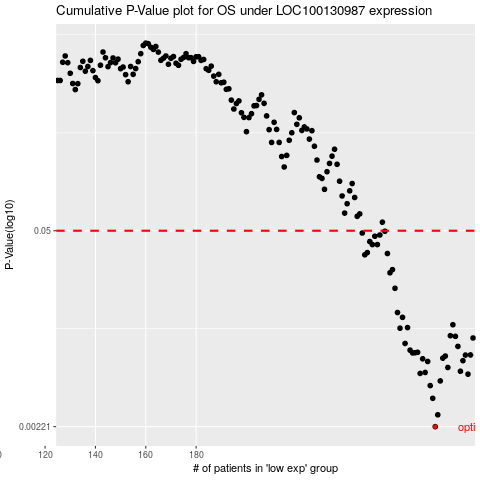 Cumulative P-Value plot for OS under LOC100130987 expression
P-Value(log10)
0.05
0.00221
opti
0
120
140
160
180
# of patients in 'low exp' group